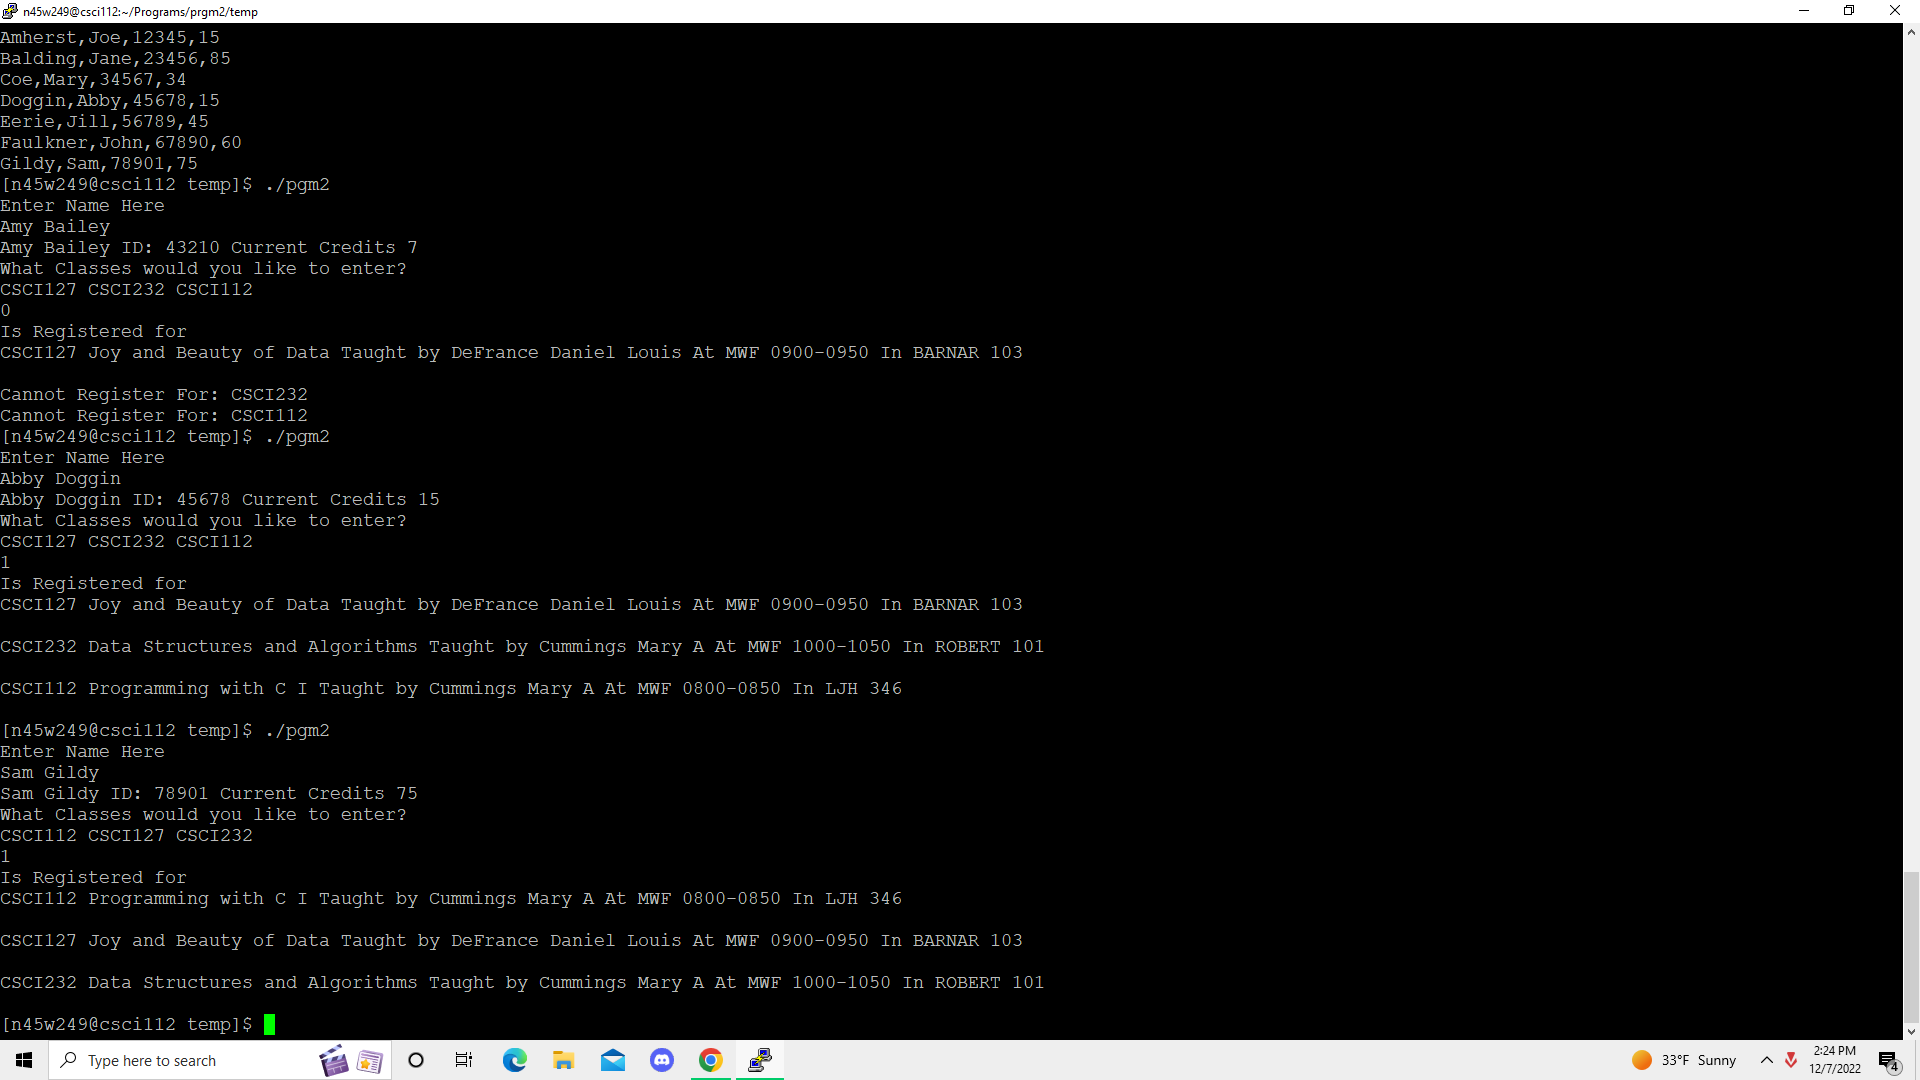 n45w249@csci112:~/Programs/prgm2/temp
Amherst,Joe,12345,15
Balding,Jane,23456,85
Coe,Mary,34567,34
Doggin,Abby,45678,15
Eerie,Jill,56789,45
Faulkner,John,67890,60
Gildy,Sam,78901,75
[n45w249@csci112 temp]$ ./pgm2
Enter Name Here
Amy Bailey
Amy Bailey ID: 43210 Current Credits 7
What Classes would you like to enter?
CSCI127 CSCI232 CSCI112
0
Is Registered for
CSCI127 Joy and Beauty of Data Taught by DeFrance Daniel Louis At MWF 0900-0950 In BARNAR 103
Cannot Register For: CSCI232
Cannot Register For: CSCI112
[n45w249@csci112 temp]$ ./pgm2
Enter Name Here
Abby Doggin
Abby Doggin ID: 45678 Current Credits 15
What Classes would you like to enter?
CSCI127 CSCI232 CSCI112
1
Is Registered for
CSCI127 Joy and Beauty of Data Taught by DeFrance Daniel Louis At MWF 0900-0950 In BARNAR 103
CSCI232 Data Structures and Algorithms Taught by Cummings Mary A At MWF 1000-1050 In ROBERT 101
CSCI112 Programming with C I Taught by Cummings Mary A At MWF 0800-0850 In LJH 346
[n45w249@csci112 temp]$ ./pgm2
Enter Name Here
Sam Gildy
Sam Gildy ID: 78901 Current Credits 75
What Classes would you like to enter?
CSCI112 CSCI127 CSCI232
1
Is Registered for
CSCI112 Programming with C I Taught by Cummings Mary A At MWF 0800-0850 In LJH 346
CSCI127 Joy and Beauty of Data Taught by DeFrance Daniel Louis At MWF 0900-0950 In BARNAR 103
CSCI232 Data Structures and Algorithms Taught by Cummings Mary A At MWF 1000-1050 In ROBERT 101
[n45w249@csci112 temp]$
Type here to search
33°F Sunny
2:24 PM
12/7/2022
4